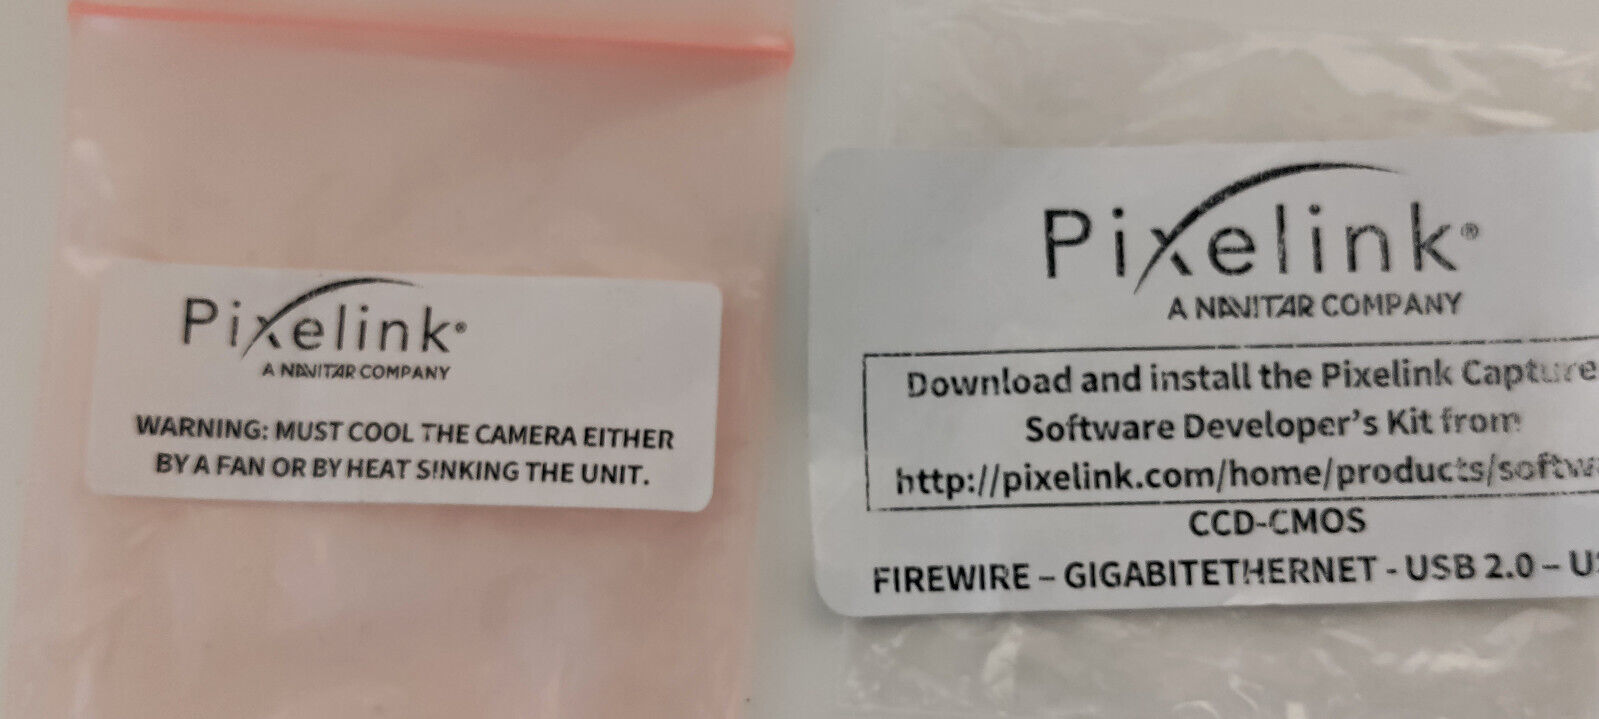 Pixelink®
A NAVITAR COMPANY
WARNING: MUST COOL THE CAMERA EITHER
BY A FAN OR BY HEAT SINKING THE UNIT.
Pixelink®
A NAVITAR COMPANY
Download and install the Pixelink Capture
Software Developer's Kit from
http://pixelink.com/home/products/softw
CCD-CMOS
FIREWIRE – GIGABITETHERNET - USB 2.0 –